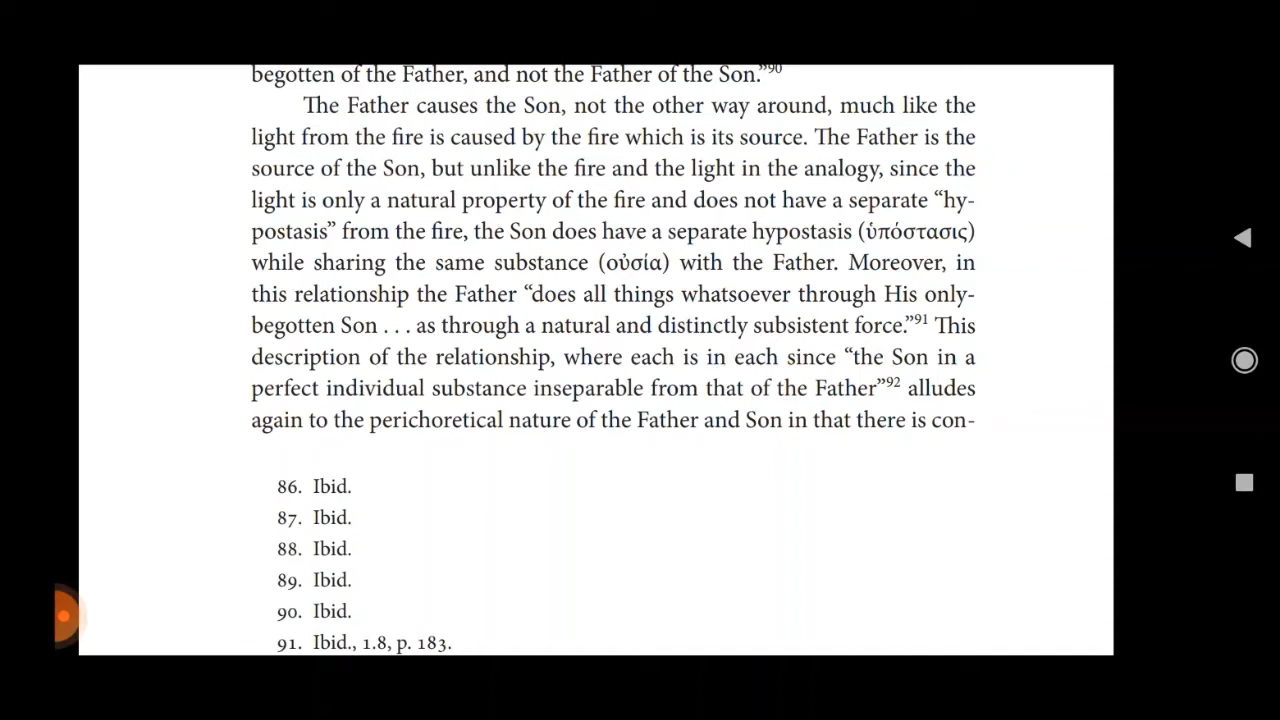 begotten of the Father, and not the Father of the Son.”90
The Father causes the Son, not the other way around, much like the
light from the fire is caused by the fire which is its source. The Father is the
source of the Son, but unlike the fire and the light in the analogy, since the
light is only a natural property of the fire and does not have a separate “hy-
postasis” from the fire, the Son does have a separate hypostasis (ὑπόστασις)
while sharing the same substance (οὐσία) with the Father. Moreover, in
this relationship the Father “does all things whatsoever through His only-
begotten Son . . . as through a natural and distinctly subsistent force.”91 This
description of the relationship, where each is in each since “the Son in a
perfect individual substance inseparable from that of the Father”92 alludes
again to the perichoretical nature of the Father and Son in that there is con-
86. Ibid.
87. Ibid.
88. Ibid.
89. Ibid.
90. Ibid.
91. Ibid., 1.8, p. 183.